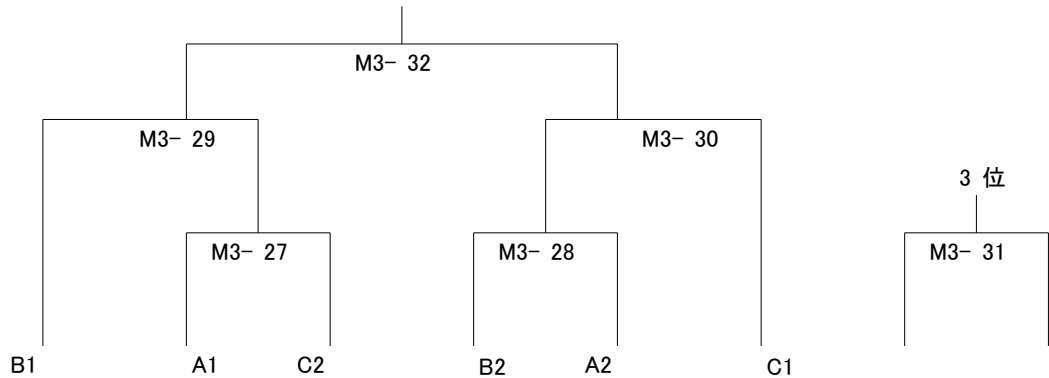 M3- 32
M3- 29
M3- 30
3 位
M3- 27
M3- 28
M3- 31
B1
A1
C2
B2
A2
C1